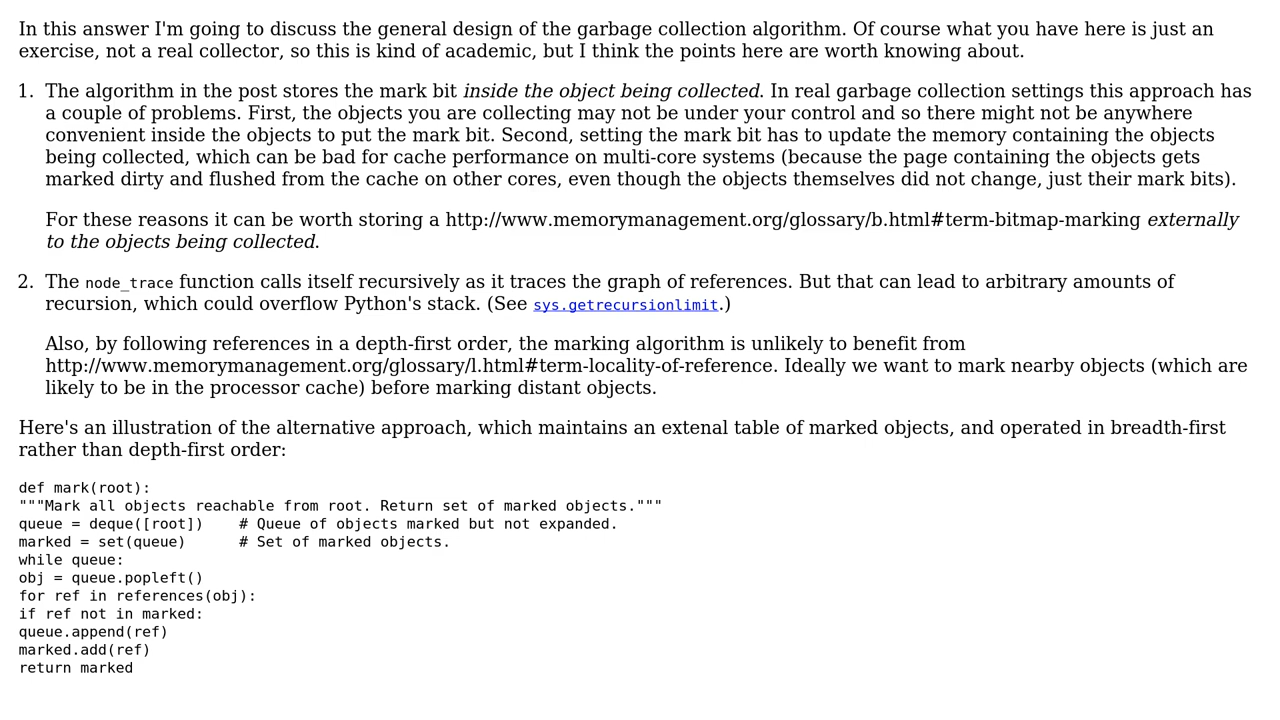 In this answer I'm going to discuss the general design of the garbage collection algorithm. Of course what you have here is just an
exercise, not a real collector, so this is kind of academic, but I think the points here are worth knowing about.
1. The algorithm in the post stores the mark bit inside the object being collected. In real garbage collection settings this approach has
a couple of problems. First, the objects you are collecting may not be under your control and so there might not be anywhere
convenient inside the objects to put the mark bit. Second, setting the mark bit has to update the memory containing the objects
being collected, which can be bad for cache performance on multi-core systems (because the page containing the objects gets
marked dirty and flushed from the cache on other cores, even though the objects themselves did not change, just their mark bits).
For these reasons it can be worth storing a http://www.memorymanagement.org/glossary/b.html#term-bitmap-marking externally
to the objects being collected.
2. The node_trace function calls itself recursively as it traces the graph of references. But that can lead to arbitrary amounts of
recursion, which could overflow Python's stack. (See sys.getrecursionlimit.)
Also, by following references in a depth-first order, the marking algorithm is unlikely to benefit from
http://www.memorymanagement.org/glossary/l.html#term-locality-of-reference. Ideally we want to mark nearby objects (which are
likely to be in the processor cache) before marking distant objects.
Here's an illustration of the alternative approach, which maintains an extenal table of marked objects, and operated in breadth-first
rather than depth-first order:
def mark(root):
"""Mark all objects reachable from root. Return set of marked objects."""
queue = deque([root])    # Queue of objects marked but not expanded.
marked = set(queue)      # Set of marked objects.
while queue:
obj = queue.popleft()
for ref in references(obj):
if ref not in marked:
queue.append(ref)
marked.add(ref)
return marked